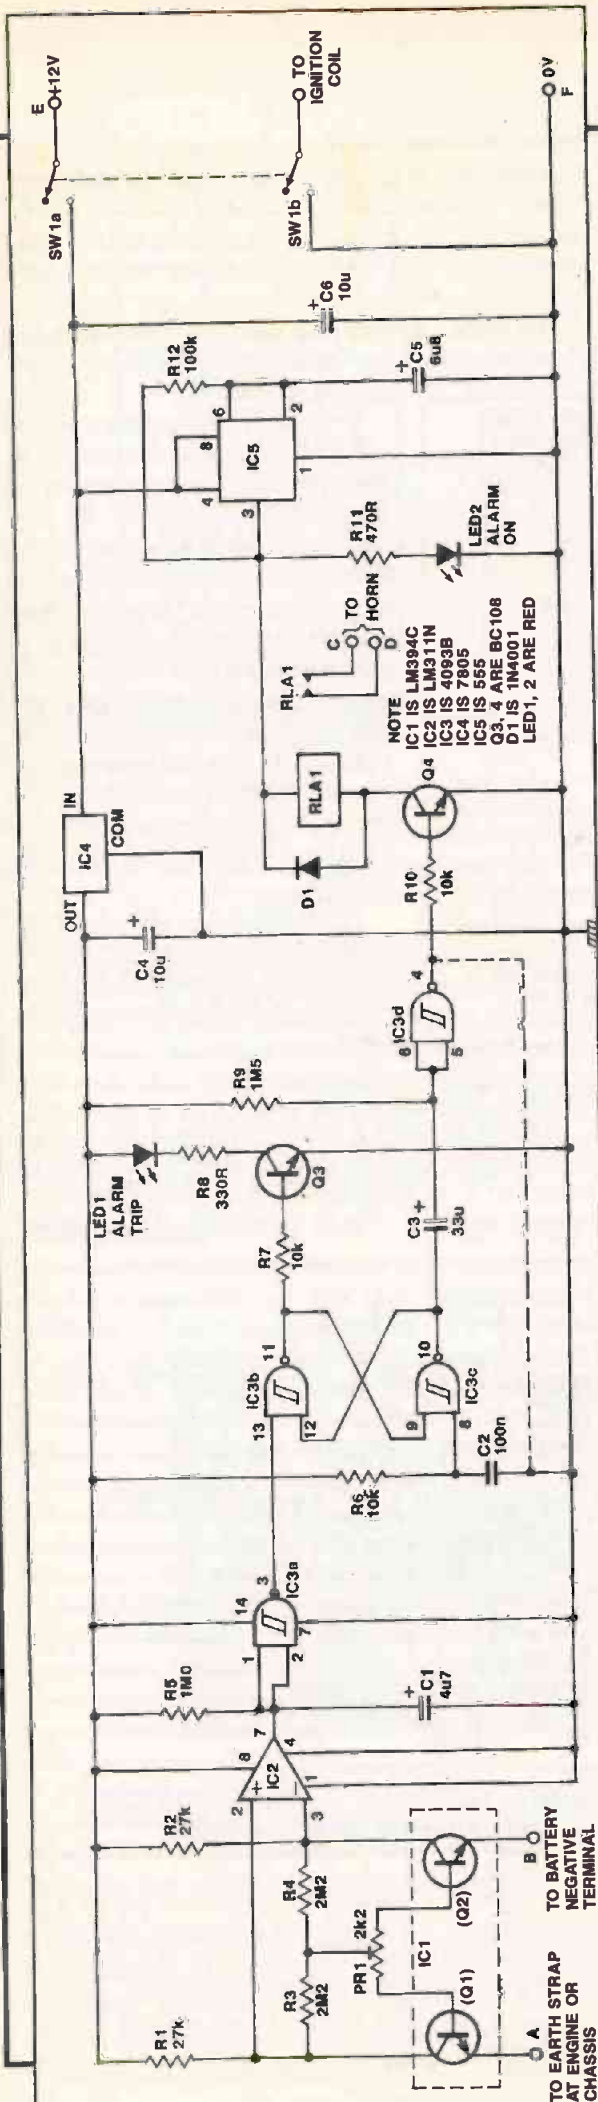 R1
27k
R2
27k
R3
2M2
R4
2M2
PR1
2k2
IC1
(Q1)
(Q2)
A
TO EARTH STRAP
AT ENGINE OR
CHASSIS
B
TO BATTERY
NEGATIVE
TERMINAL
2
3
+
−
IC2
8
7
4
1
R5
1M0
C1
4u7
+
1
2
14
3
7
IC3a
R6
10k
C2
100n
13
12
11
IC3b
9
8
10
IC3c
R7
10k
LED1
ALARM
TRIP
R8
330R
Q3
C3
+
33u
R9
1M5
6
5
4
IC3d
C4
10u
+
OUT
IC4
IN
COM
R10
10k
Q4
D1
RLA1
RLA1
C
D
TO
HORN
NOTE
IC1 IS LM394C
IC2 IS LM311N
IC3 IS 4093B
IC4 IS 7805
IC5 IS 555
Q3, 4 ARE BC108
D1 IS 1N4001
LED1, 2 ARE RED
R11
470R
LED2
ALARM
ON
3
4
8
6
2
1
IC5
R12
100k
C5
6u8
+
C6
10u
+
SW1a
E
+12V
SW1b
TO
IGNITION
COIL
0V
F